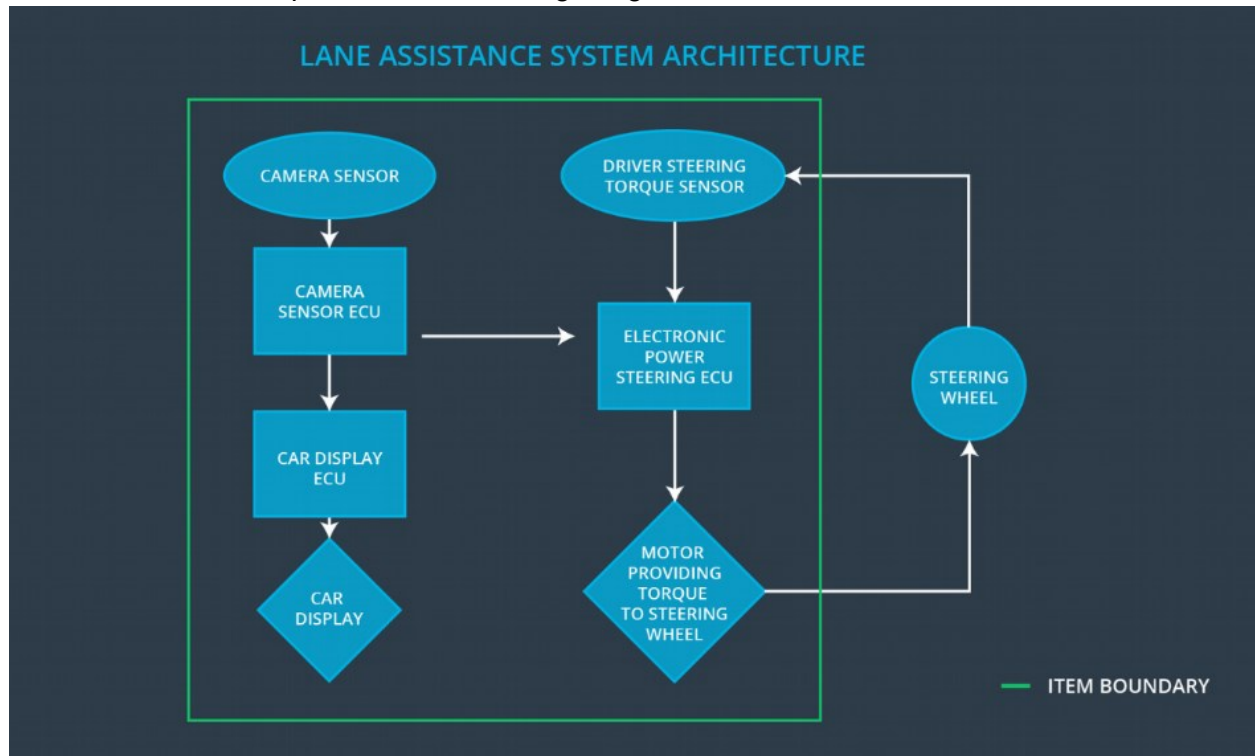 LANE ASSISTANCE SYSTEM ARCHITECTURE
CAMERA SENSOR
CAMERA
SENSOR ECU
CAR DISPLAY
ECU
CAR
DISPLAY
DRIVER STEERING
TORQUE SENSOR
ELECTRONIC
POWER
STEERING ECU
MOTOR
PROVIDING
TORQUE
TO STEERING
WHEEL
STEERING
WHEEL
ITEM BOUNDARY